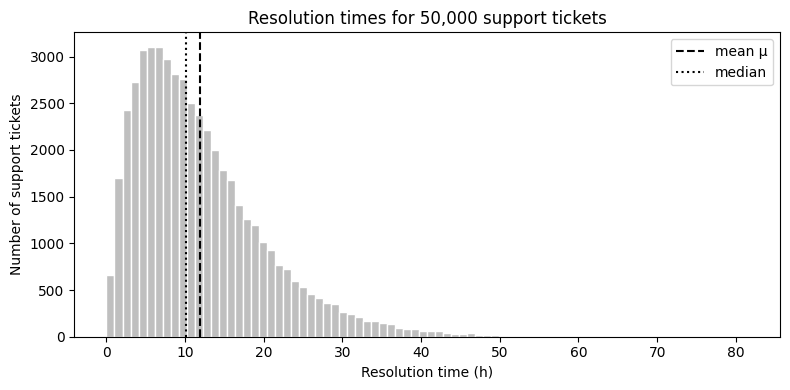 Resolution times for 50,000 support tickets
mean μ
median
Number of support tickets
3000
2500
2000
1500
1000
500
0
0 10 20 30 40 50 60 70 80
Resolution time (h)